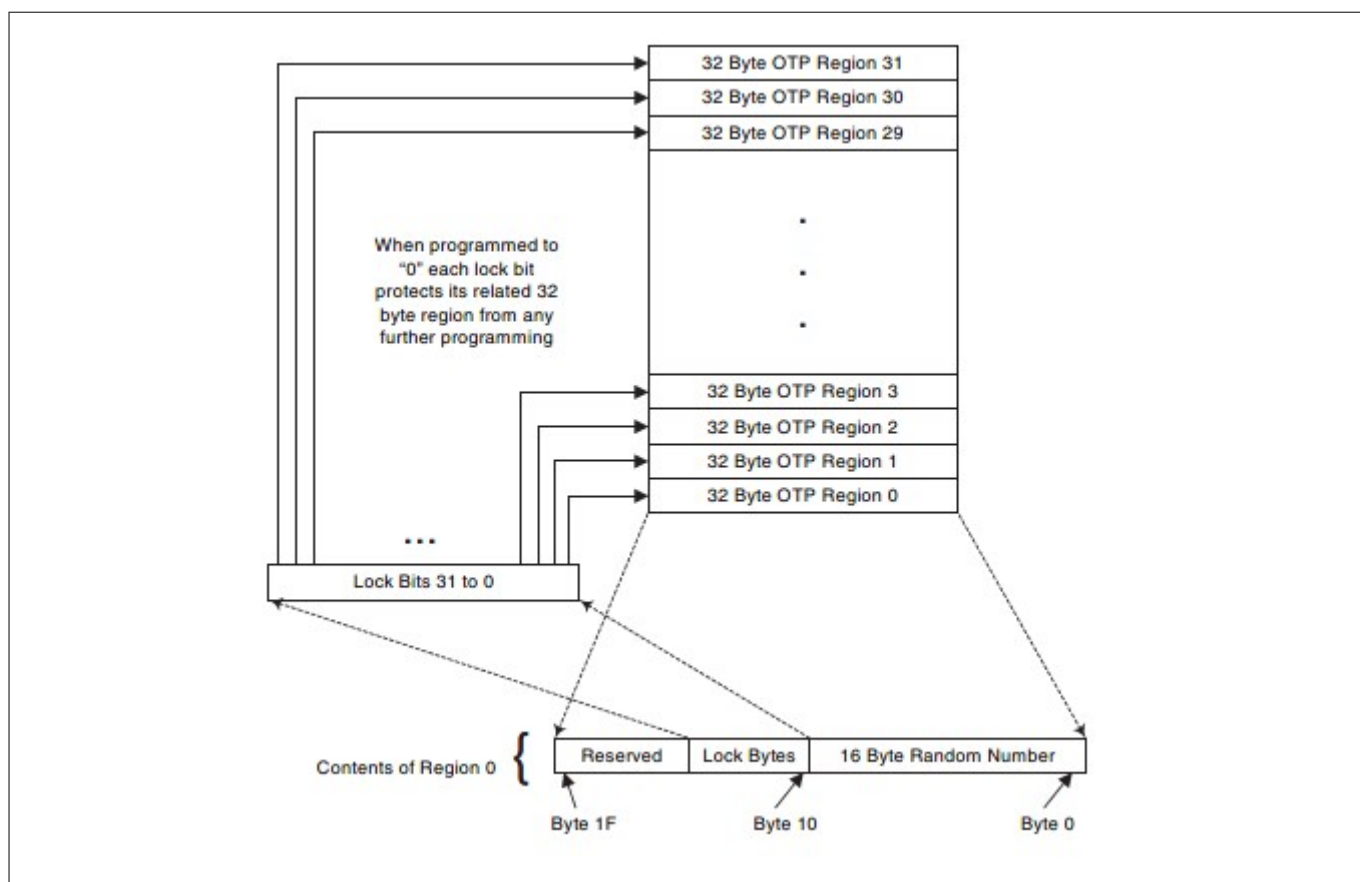 32 Byte OTP Region 31
32 Byte OTP Region 30
32 Byte OTP Region 29
When programmed to
“0” each lock bit
protects its related 32
byte region from any
further programming
32 Byte OTP Region 3
32 Byte OTP Region 2
32 Byte OTP Region 1
32 Byte OTP Region 0
...
Lock Bits 31 to 0
Contents of Region 0 {
Reserved
Lock Bytes
16 Byte Random Number
Byte 1F
Byte 10
Byte 0